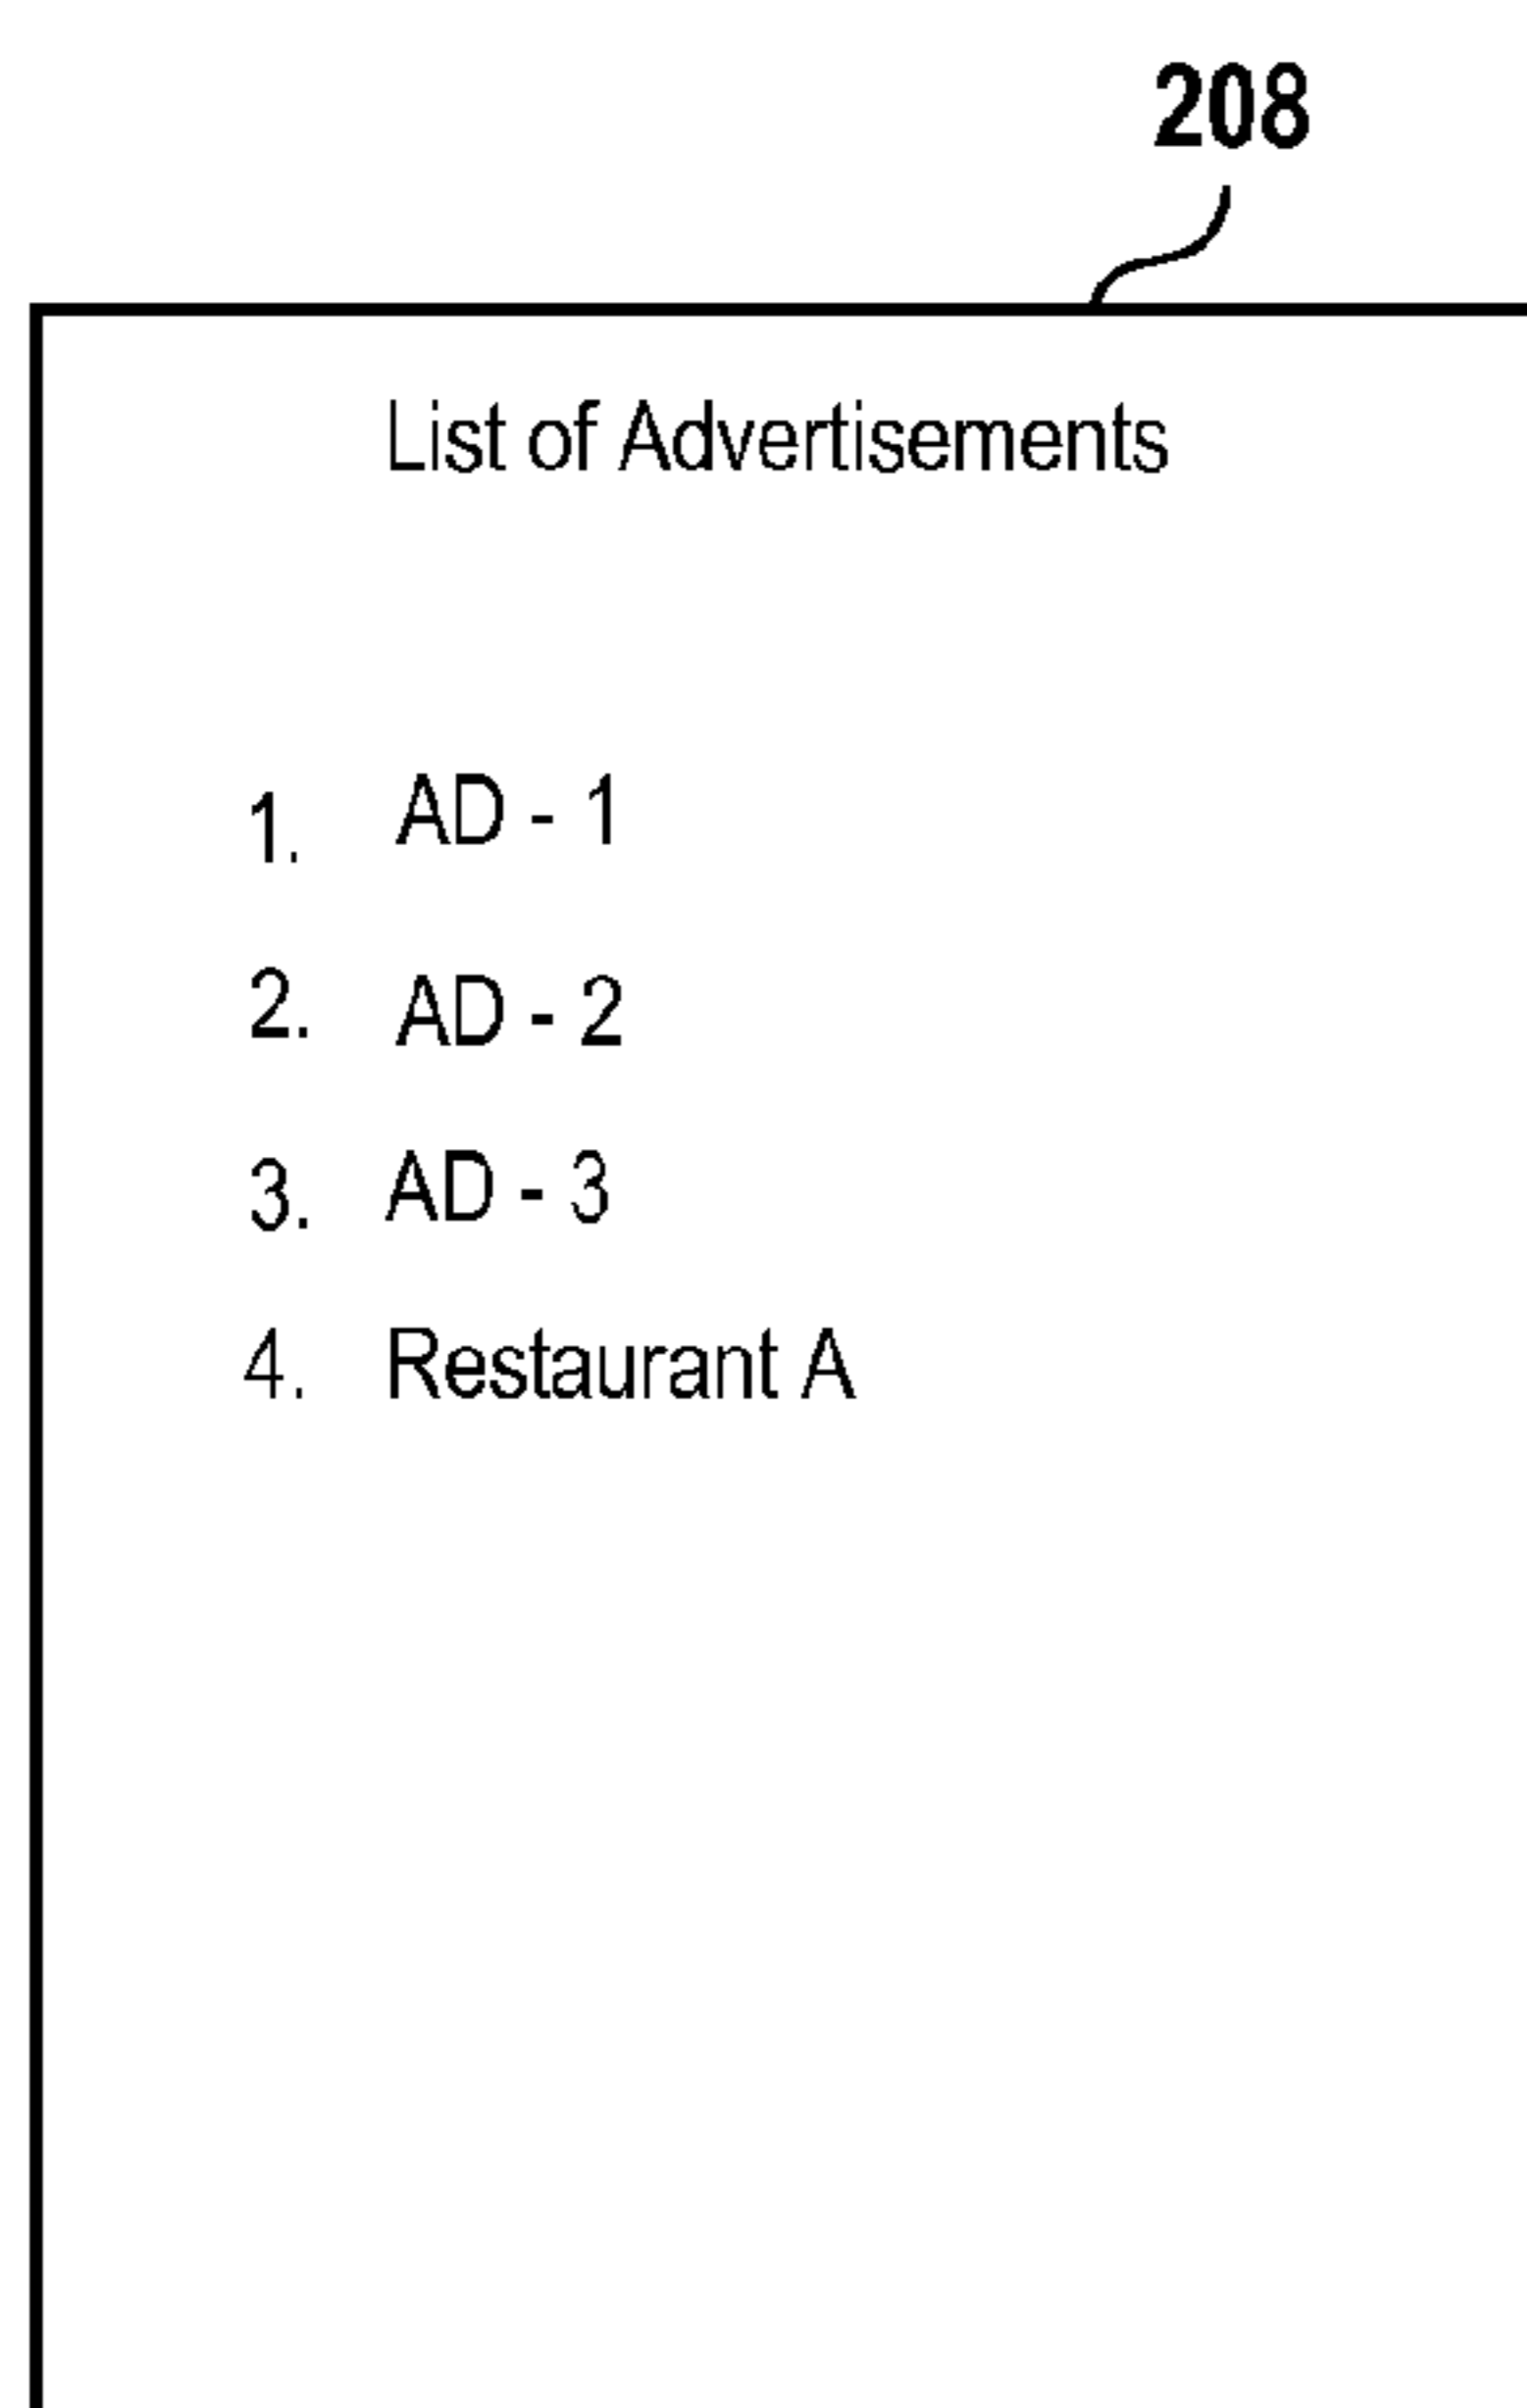 208
List of Advertisements
1. AD - 1
2. AD - 2
3. AD - 3
4. Restaurant A